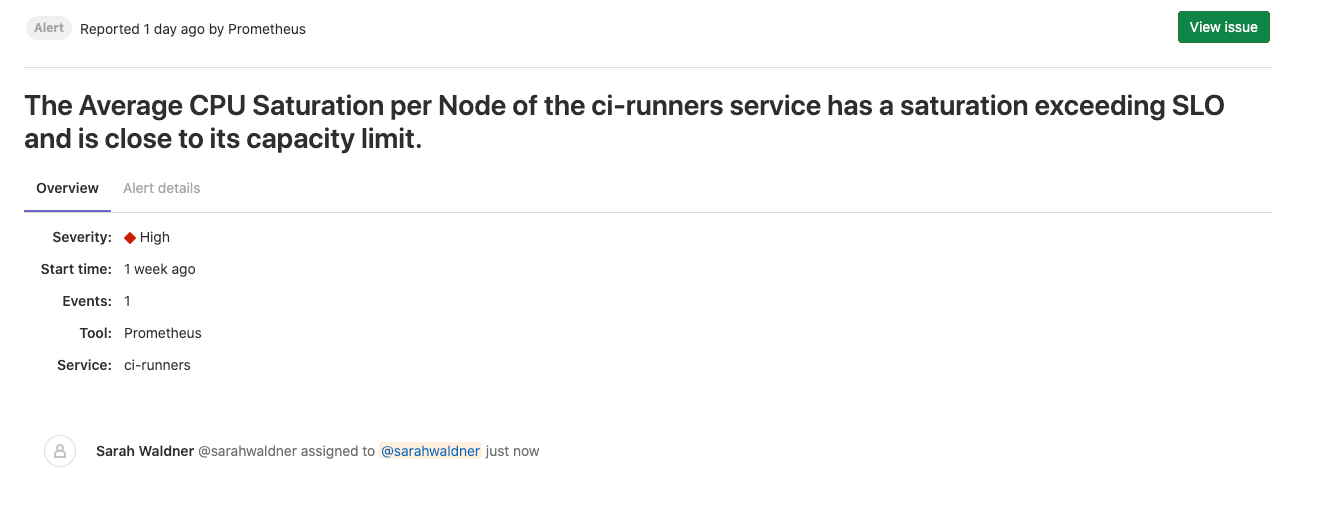 Alert Reported 1 day ago by Prometheus View issue
The Average CPU Saturation per Node of the ci-runners service has a saturation exceeding SLO
and is close to its capacity limit.
Overview Alert details
Severity: High
Start time: 1 week ago
Events: 1
Tool: Prometheus
Service: ci-runners
Sarah Waldner @sarahwaldner assigned to @sarahwaldner just now